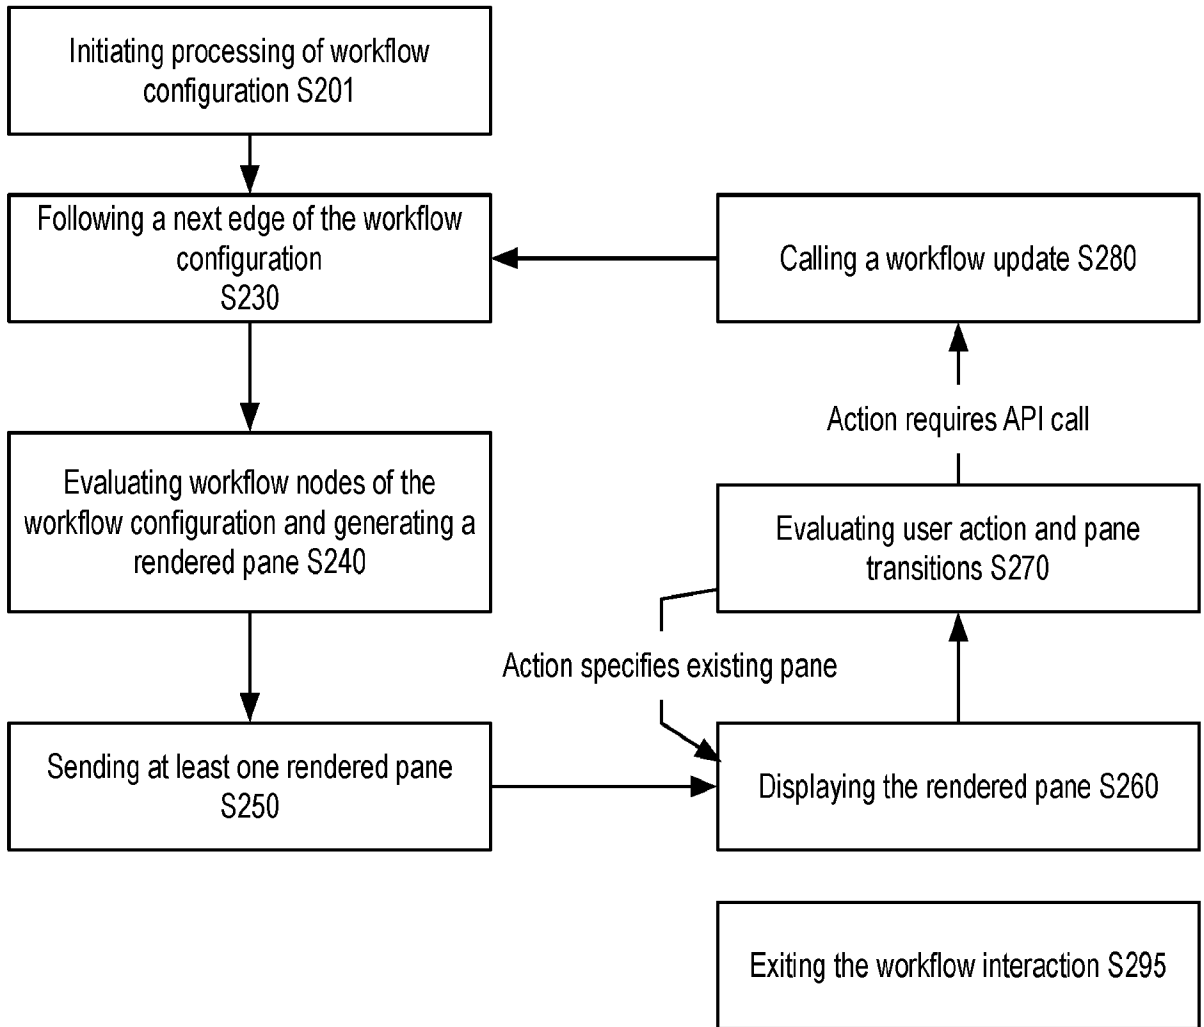 Initiating processing of workflow
configuration S201
Following a next edge of the workflow
configuration
S230
Calling a workflow update S280
Action requires API call
Evaluating workflow nodes of the
workflow configuration and generating a
rendered pane S240
Evaluating user action and pane
transitions S270
Action specifies existing pane
Sending at least one rendered pane
S250
Displaying the rendered pane S260
Exiting the workflow interaction S295